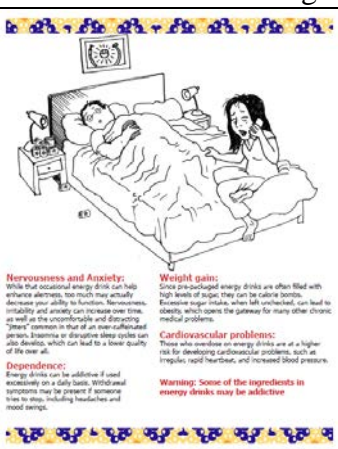 Nervousness and Anxiety:
While that occasional energy drink can help
enhance alertness, too much may actually
decrease your ability to function. Nervousness,
irritability and anxiety can increase over time,
as well as the uncomfortable and distracting
"jitters" common in that of an over-caffeinated
person. Insomnia or disruptive sleep cycles can
also develop, which can lead to a lower quality
of life over all.
Dependence:
Energy drinks can be addictive if used
excessively on a daily basis. Withdrawal
symptoms may be present if someone
tries to stop, including headaches and
mood swings.
Weight gain:
Since pre-packaged energy drinks are often filled with
high levels of sugar, they can be calorie bombs.
Excessive sugar intake, when left unchecked, can lead to
obesity, which opens the gateway for many other chronic
medical problems.
Cardiovascular problems:
Those who overdose on energy drinks are at a higher
risk for developing cardiovascular problems, such as
irregular, rapid heartbeat, and increased blood pressure.
Warning: Some of the ingredients in
energy drinks may be addictive